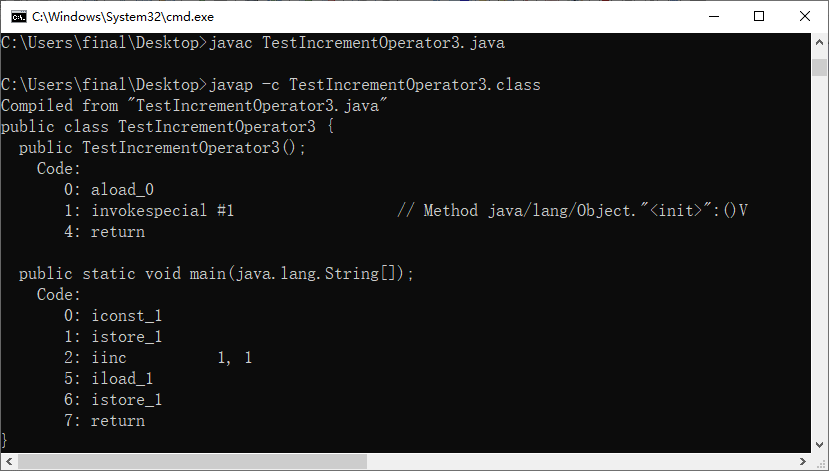 C:\Windows\System32\cmd.exe
C:\Users\final\Desktop>javac TestIncrementOperator3.java
C:\Users\final\Desktop>javap -c TestIncrementOperator3.class
Compiled from "TestIncrementOperator3.java"
public class TestIncrementOperator3 {
  public TestIncrementOperator3();
    Code:
       0: aload_0
       1: invokespecial #1                  // Method java/lang/Object."<init>":()V
       4: return
  public static void main(java.lang.String[]);
    Code:
       0: iconst_1
       1: istore_1
       2: iinc          1, 1
       5: iload_1
       6: istore_1
       7: return
}